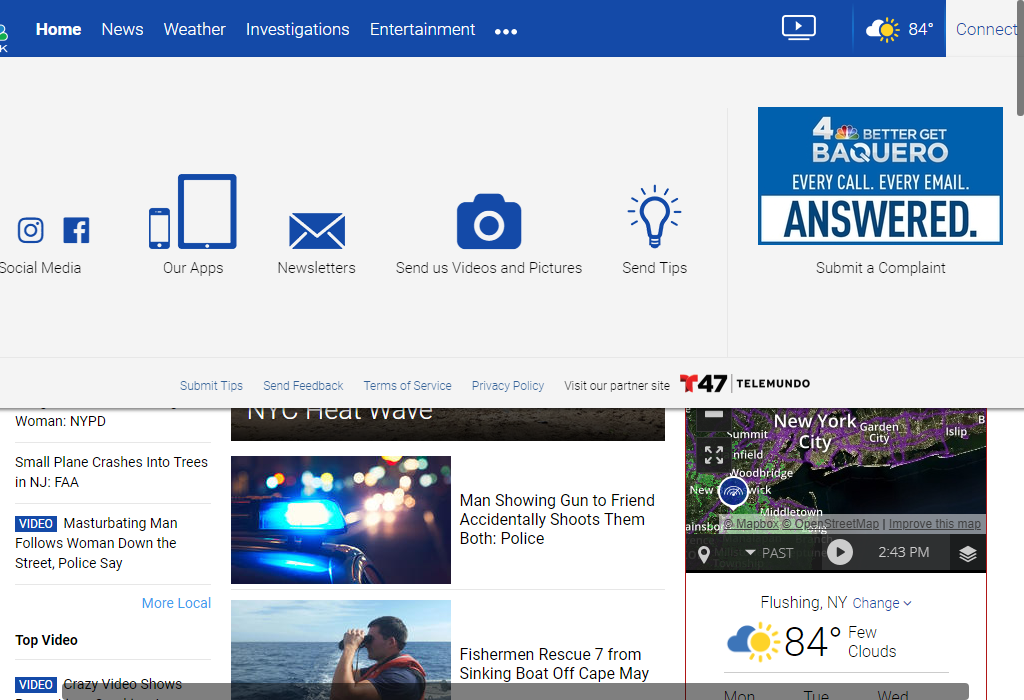 K
Home News Weather Investigations Entertainment
84°
Connect
Social Media
Our Apps
Newsletters
Send us Videos and Pictures
Send Tips
4 BETTER GET
BAQUERO
EVERY CALL. EVERY EMAIL.
ANSWERED.
Submit a Complaint
Submit Tips Send Feedback Terms of Service Privacy Policy Visit our partner site T47 TELEMUNDO
Woman: NYPD
Small Plane Crashes Into Trees
in NJ: FAA
VIDEO Masturbating Man
Follows Woman Down the
Street, Police Say
More Local
Top Video
VIDEO Crazy Video Shows
NYC Heat Wave
Man Showing Gun to Friend
Accidentally Shoots Them
Both: Police
Fishermen Rescue 7 from
Sinking Boat Off Cape May
New York
City
Garden
City
Islip
B
Summit
nfield
Woodbridge
New
wick
Middletown
ainsbo
Long
© Mapbox © OpenStreetMap | Improve this map
PAST
2:43 PM
Flushing, NY Change
84° Few
Clouds
Mon Tue Wed